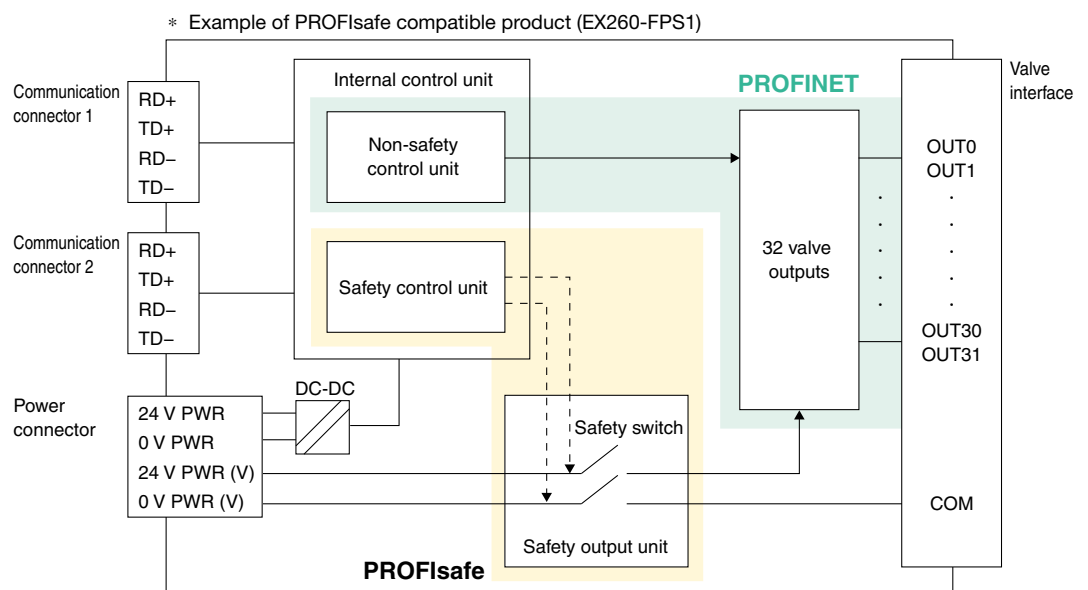 * Example of PROFIsafe compatible product (EX260-FPS1)
Communication
connector 1
RD+
TD+
RD−
TD−
Internal control unit
Non-safety
control unit
PROFINET
Valve
interface
OUT0
OUT1
Communication
connector 2
RD+
TD+
RD−
TD−
Safety control unit
32 valve
outputs
OUT30
OUT31
Power
connector
24 V PWR
0 V PWR
24 V PWR (V)
0 V PWR (V)
DC-DC
Safety switch
Safety output unit
COM
PROFIsafe